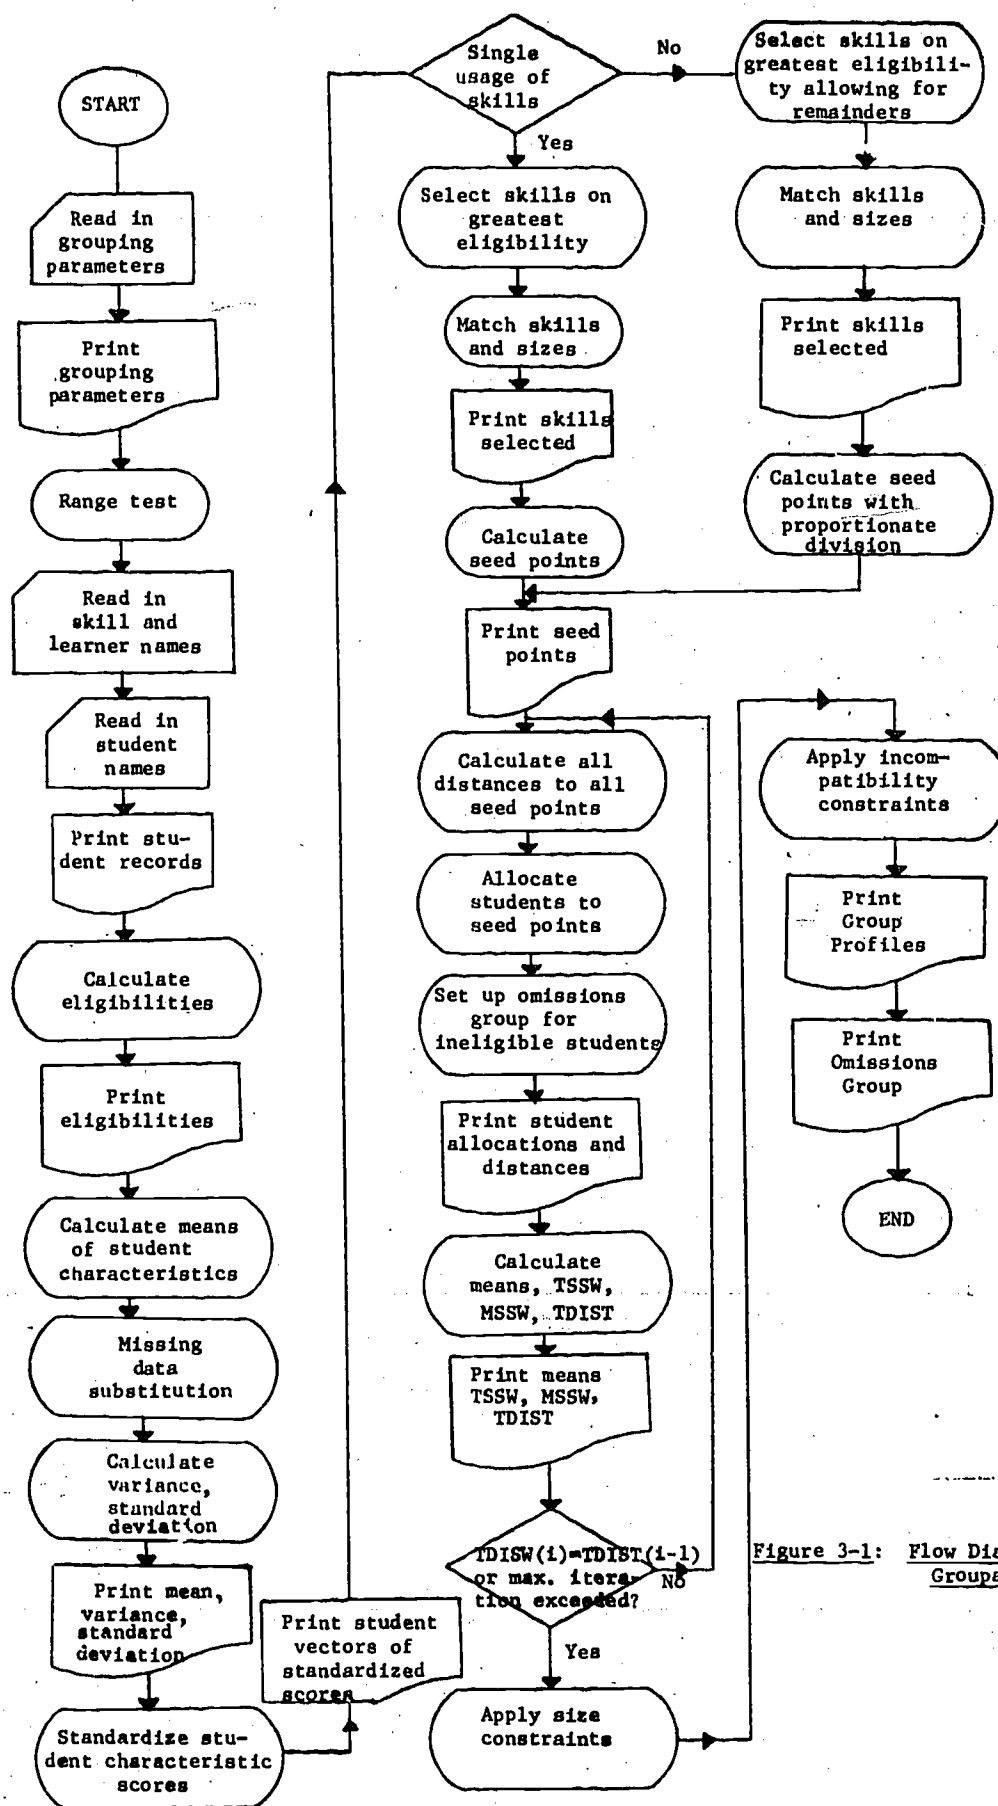 START
Read in
grouping
parameters
Print
grouping
parameters
Range test
Read in
skill and
learner names
Read in
student
names
Print stu-
dent records
Calculate
eligibilities
Print
eligibilities
Calculate means
of student
characteristics
Missing
data
substitution
Calculate
variance,
standard
deviation
Print mean,
variance,
standard
deviation
Standardize stu-
dent characteristic
scores
Print student
vectors of
standardized
scores
Single
usage of
skills
No
Yes
Select skills on
greatest
eligibility
Match skills
and sizes
Print skills
selected
Calculate
seed points
Select skills on
greatest eligibili-
ty allowing for
remainders
Match skills
and sizes
Print skills
selected
Calculate seed
points with
proportionate
division
Print seed
points
Calculate all
distances to all
seed points
Allocate
students to
seed points
Set up omissions
group for
ineligible students
Print student
allocations and
distances
Calculate
means, TSSW,
MSSW, TDIST
Print means
TSSW, MSSW,
TDIST
TDISW(i)=TDIST(i-1)
or max. itera-
tion exceeded?
No
Yes
Apply size
constraints
Apply incom-
patibility
constraints
Print
Group
Profiles
Print
Omissions
Group
END
Figure 3-1: Flow Dia
Groupa